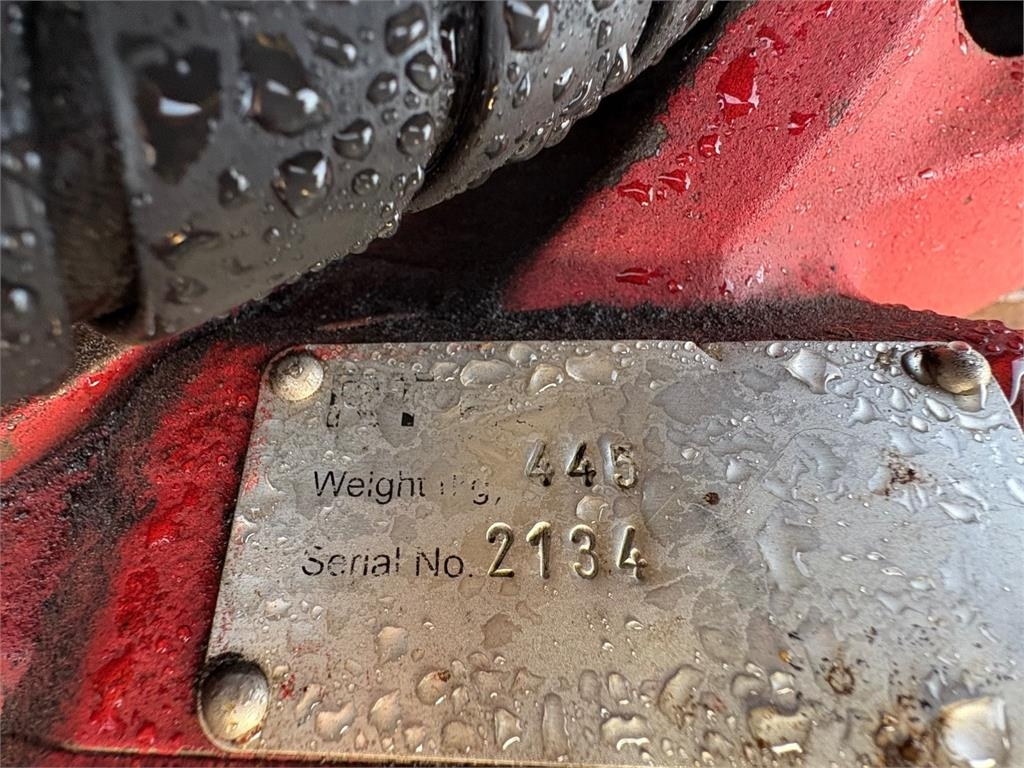 Weight (kg) 445
Serial No. 2134